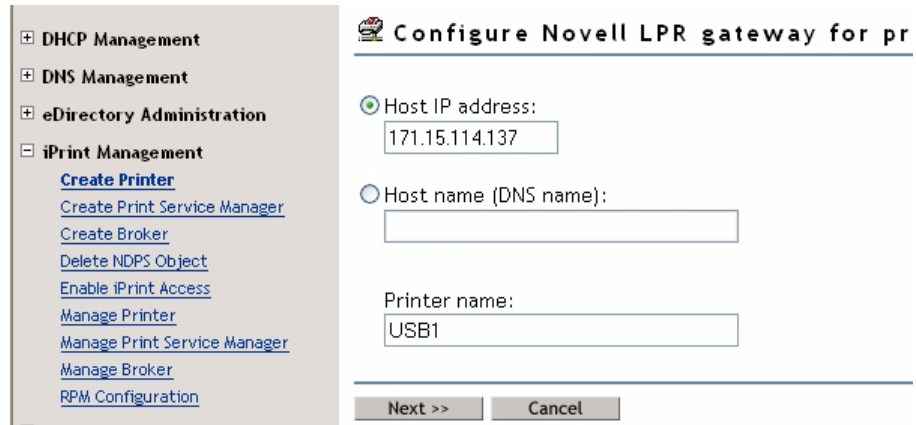 DHCP Management
DNS Management
eDirectory Administration
iPrint Management
Create Printer
Create Print Service Manager
Create Broker
Delete NDPS Object
Enable iPrint Access
Manage Printer
Manage Print Service Manager
Manage Broker
RPM Configuration
Configure Novell LPR gateway for pr
Host IP address:
171.15.114.137
Host name (DNS name):
Printer name:
USB1
Next >>
Cancel